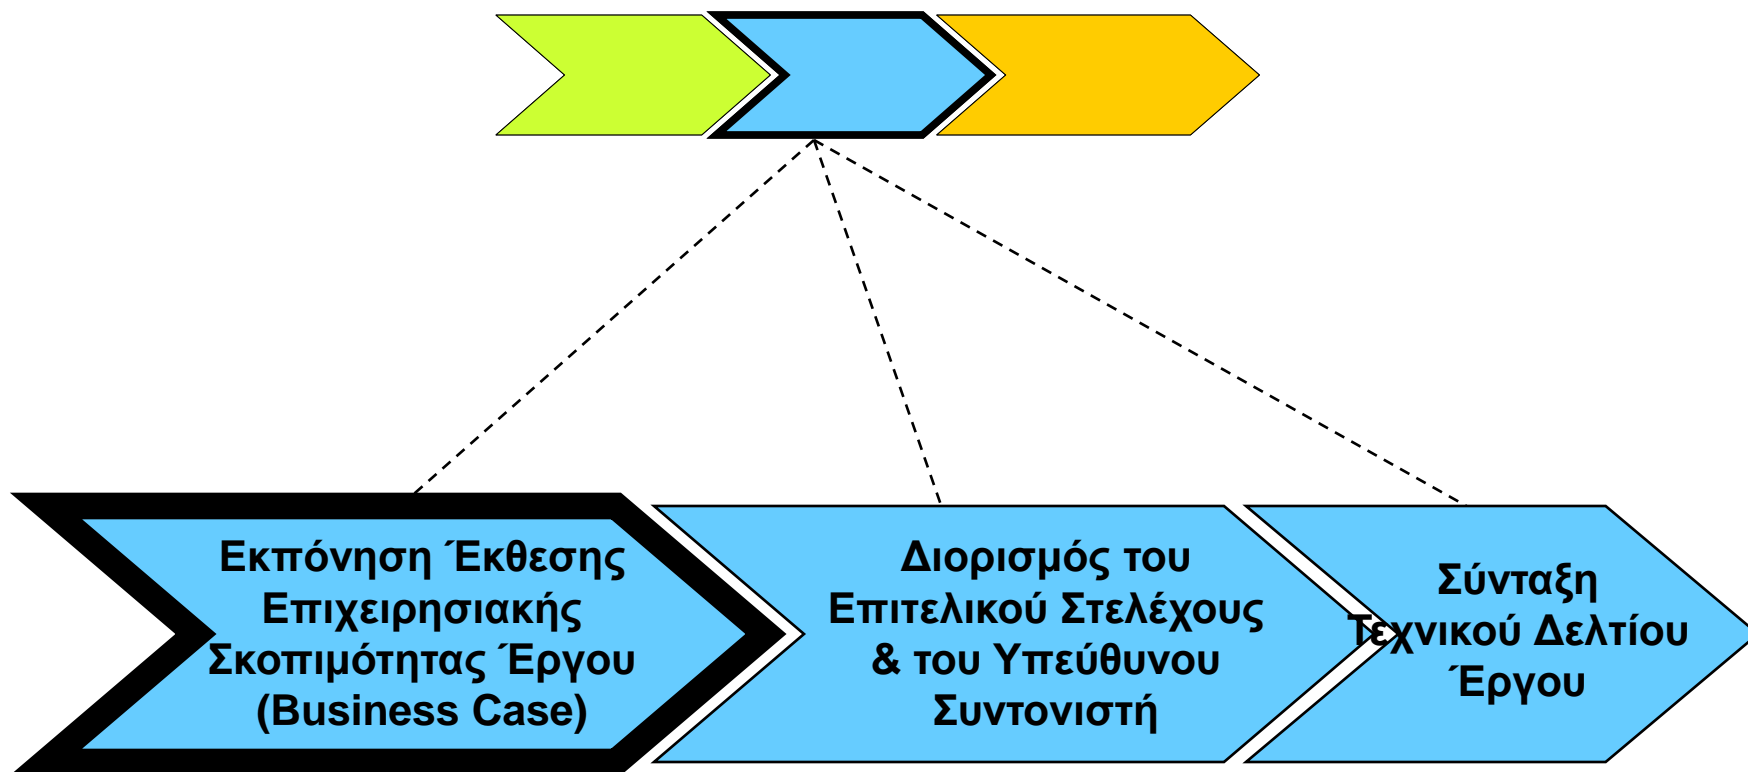 Εκπόνηση Έκθεσης
Επιχειρησιακής
Σκοπιμότητας Έργου
(Business Case)
Διορισμός του
Επιτελικού Στελέχους
& του Υπεύθυνου
Συντονιστή
Σύνταξη
Τεχνικού Δελτίου
Έργου